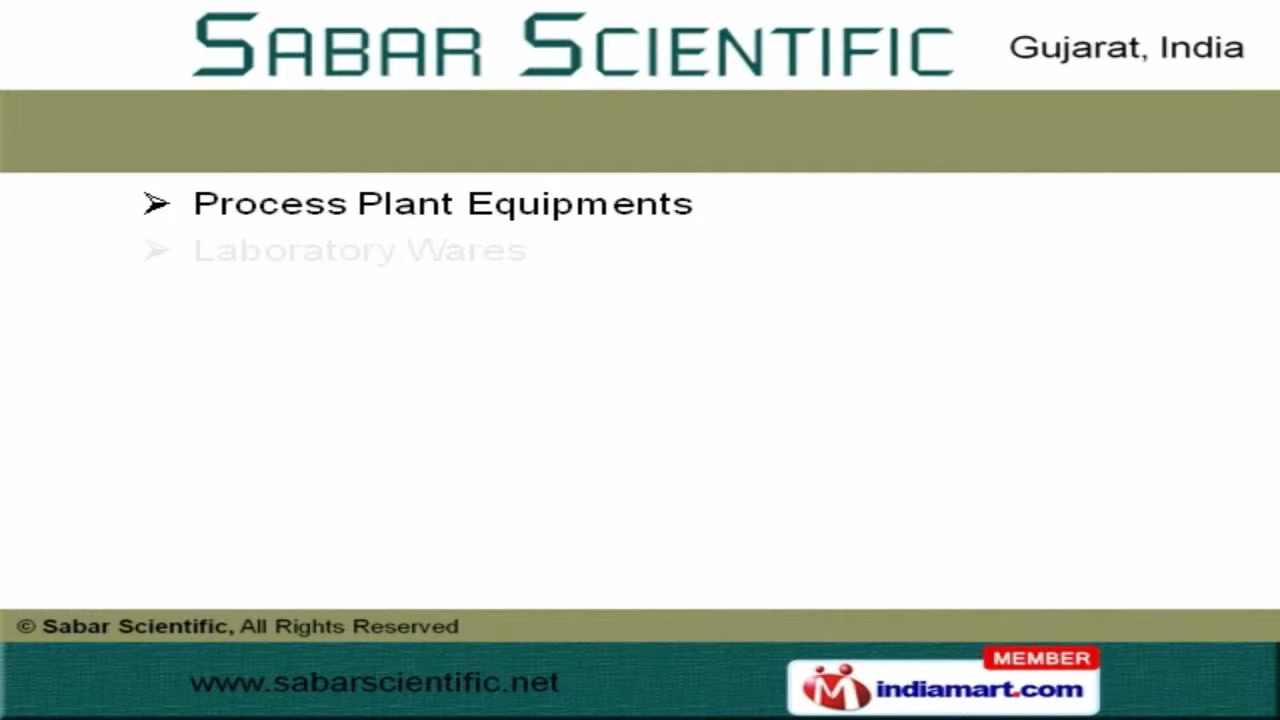 SABAR SCIENTIFIC
Gujarat, India
➢ Process Plant Equipments
➢ Laboratory Wares
© Sabar Scientific, All Rights Reserved
www.sabarscientific.net
MEMBER
indiamart.com